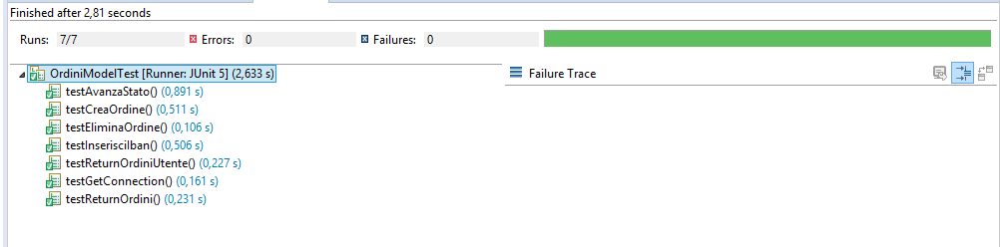 Finished after 2,81 seconds
Runs: 7/7 Errors: 0 Failures: 0
OrdiniModelTest [Runner: JUnit 5] (2,633 s)
Failure Trace
testAvanzaStato() (0,891 s)
testCreaOrdine() (0,511 s)
testEliminaOrdine() (0,106 s)
testInserisciIban() (0,506 s)
testReturnOrdiniUtente() (0,227 s)
testGetConnection() (0,161 s)
testReturnOrdini() (0,231 s)